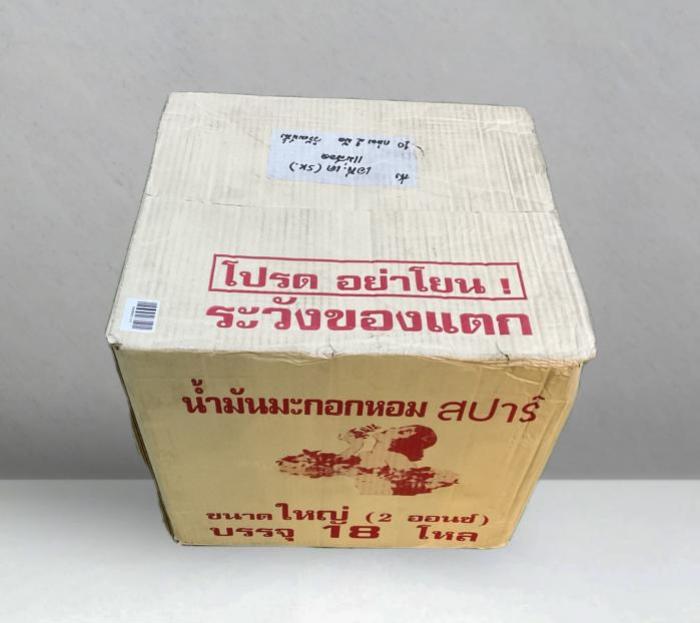 โปรด อย่าโยน !
ระวังของแตก
น้ำมันมะกอกหอม สปาร์
ขนาด ใหญ่ (2 ออนซ์)
บรรจุ 18 โหล